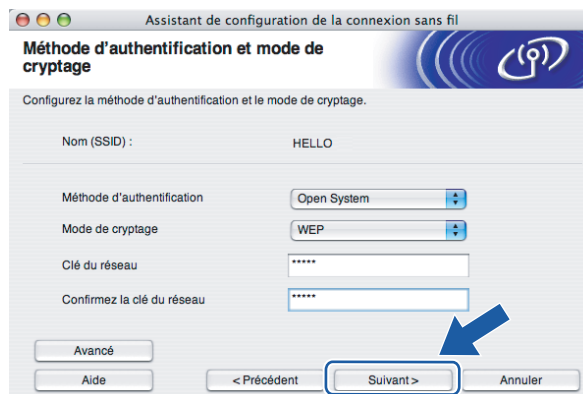 Assistant de configuration de la connexion sans fil
Méthode d'authentification et mode de
cryptage
Configurez la méthode d'authentification et le mode de cryptage.
Nom (SSID) : HELLO
Méthode d'authentification Open System
Mode de cryptage WEP
Clé du réseau *****
Confirmez la clé du réseau *****
Avancé
Aide < Précédent Suivant > Annuler